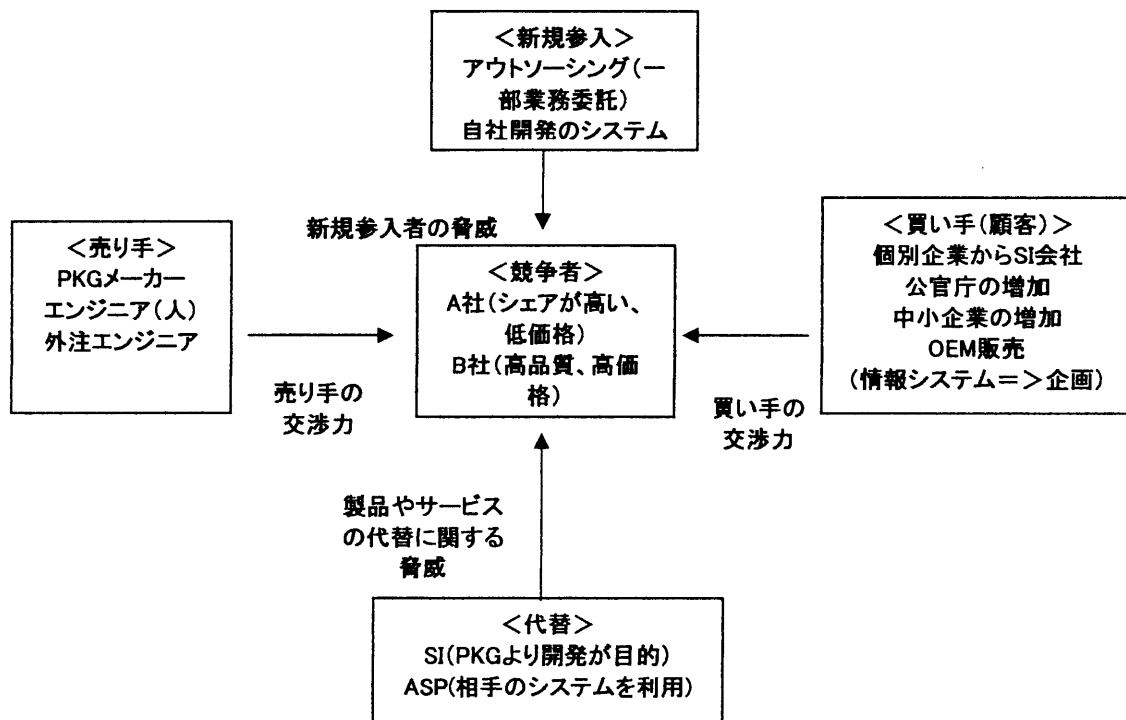 ＜新規参入＞
アウトソーシング（一
部業務委託）
自社開発のシステム
新規参入者の脅威
＜売り手＞
PKGメーカー
エンジニア（人）
外注エンジニア
売り手の
交渉力
＜競争者＞
A社（シェアが高い、
低価格）
B社（高品質、高価
格）
＜買い手（顧客）＞
個別企業からSI会社
公官庁の増加
中小企業の増加
OEM販売
（情報システム＝＞企画）
買い手の
交渉力
製品やサービス
の代替に関する
脅威
＜代替＞
SI(PKGより開発が目的)
ASP(相手のシステムを利用)